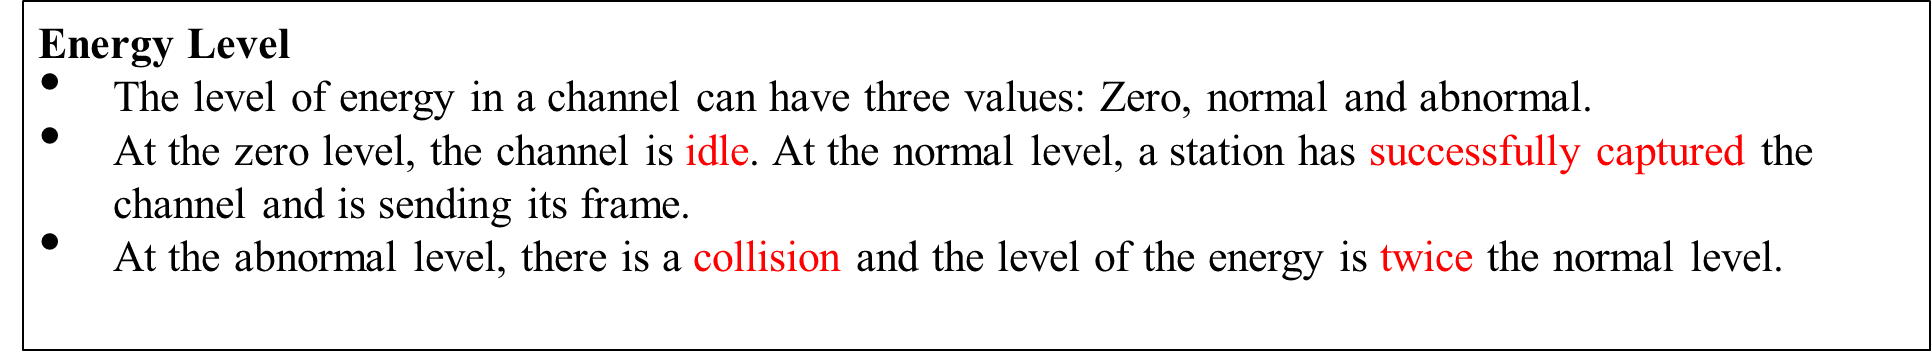 Energy Level
• The level of energy in a channel can have three values: Zero, normal and abnormal.
• At the zero level, the channel is idle. At the normal level, a station has successfully captured the
channel and is sending its frame.
• At the abnormal level, there is a collision and the level of the energy is twice the normal level.